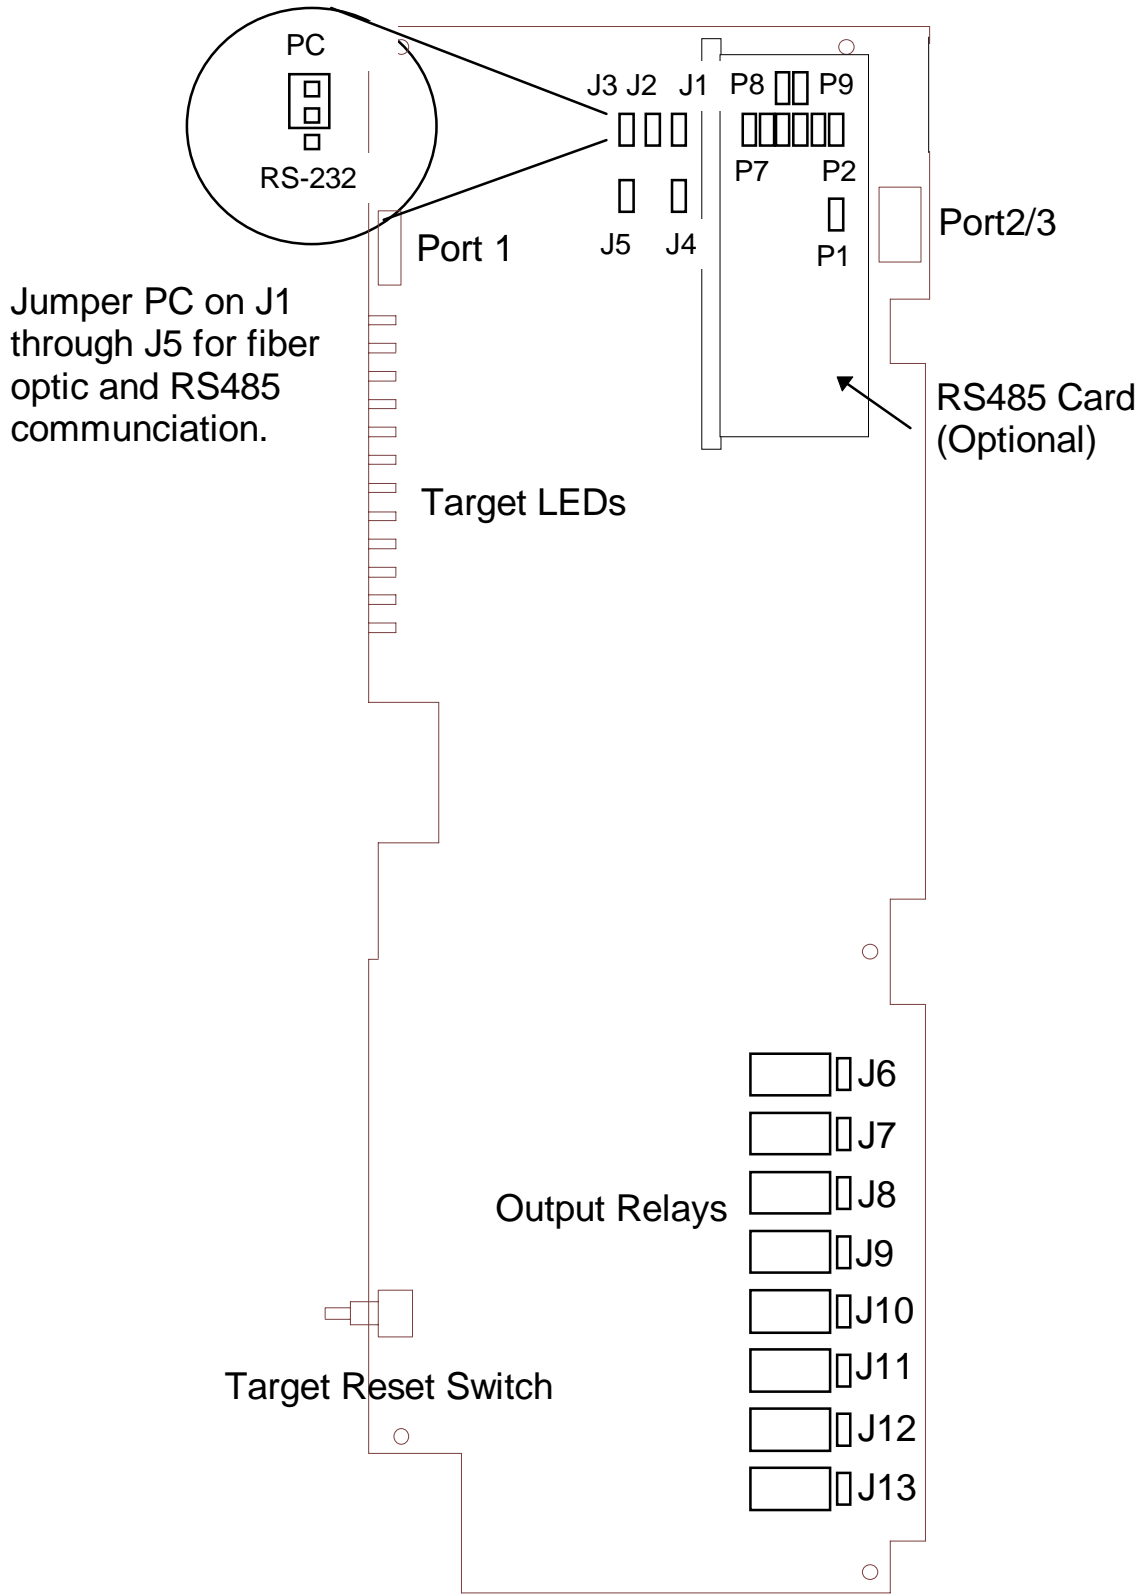 PC
J3 J2 J1 P8 P9
RS-232
P7 P2
Port 1
J5 J4
P1
Port2/3
Jumper PC on J1
through J5 for fiber
optic and RS485
communciation.
RS485 Card
(Optional)
Target LEDs
J6
J7
J8
Output Relays
J9
J10
J11
Target Reset Switch
J12
J13